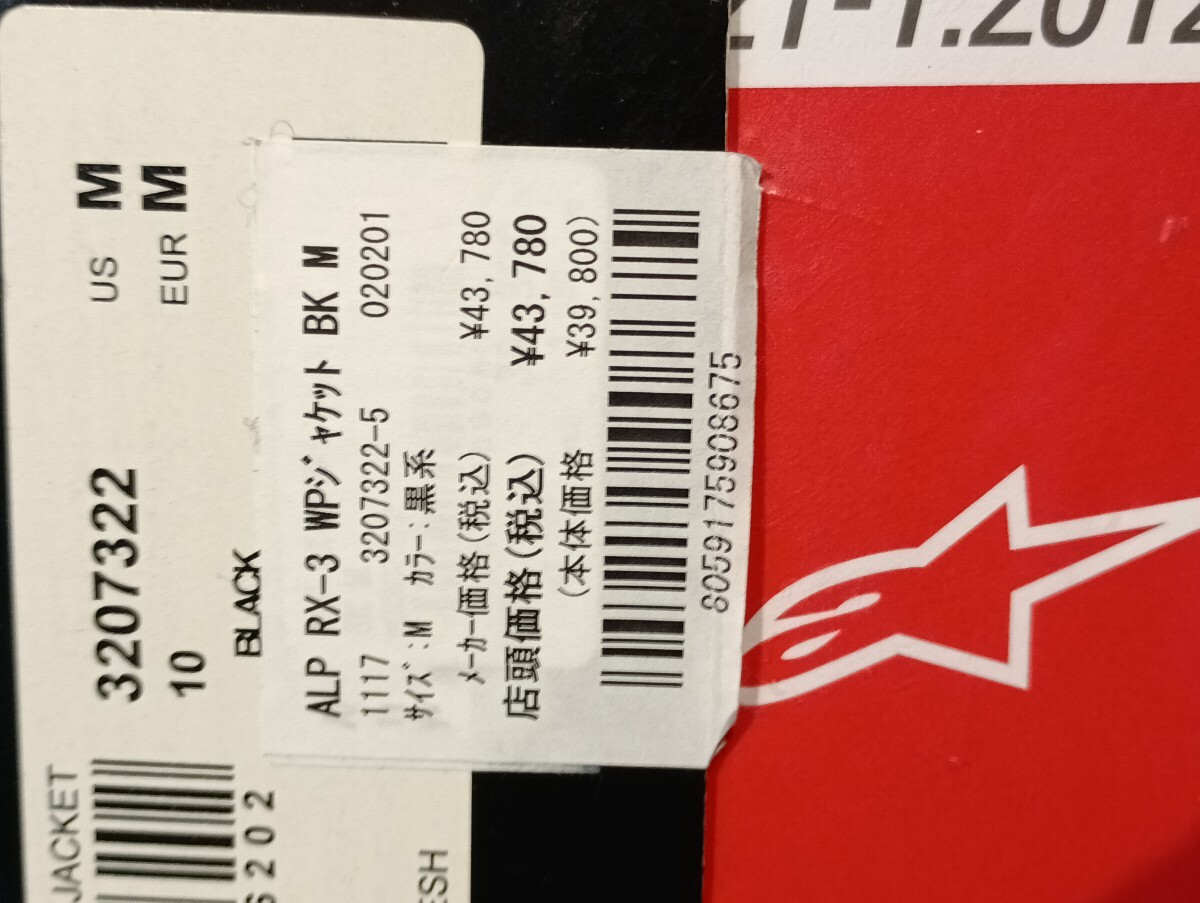 US M
EUR M
3207322
10
BLACK
JACKET
6202
ESH
ALP RX-3 WPジャケット BK M
1117 3207322-5 020201
サイズ:M カラー:黒系
メーカー価格(税込) ¥43,780
店頭価格(税込) ¥43,780
(本体価格 ¥39,800)
8059175908675
21-1.2012